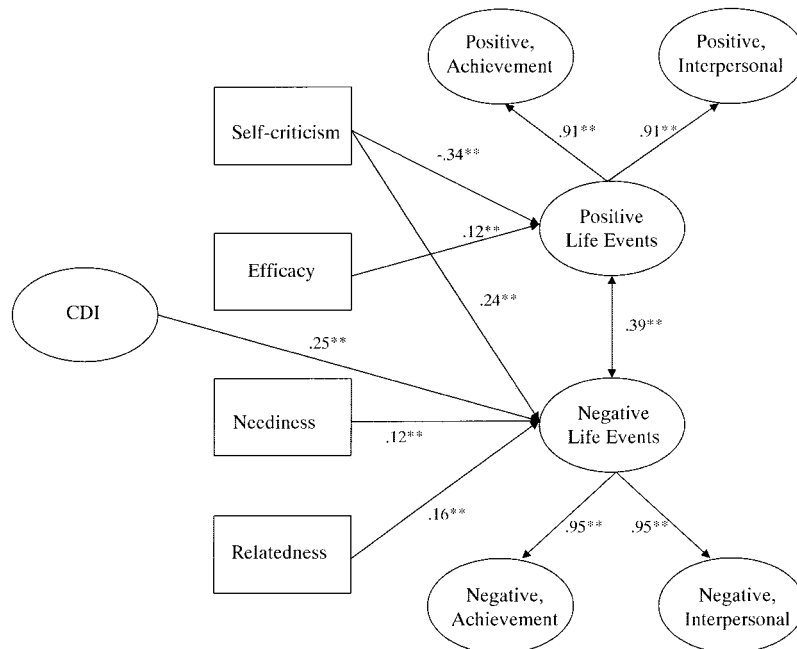 Positive,
Achievement
Positive,
Interpersonal
.91**
.91**
Self-criticism
-.34**
Positive
Life Events
.12**
Efficacy
CDI
.24**
.39**
.25**
Neediness
.12**
Negative
Life Events
.16**
Relatedness
.95**
.95**
Negative,
Achievement
Negative,
Interpersonal